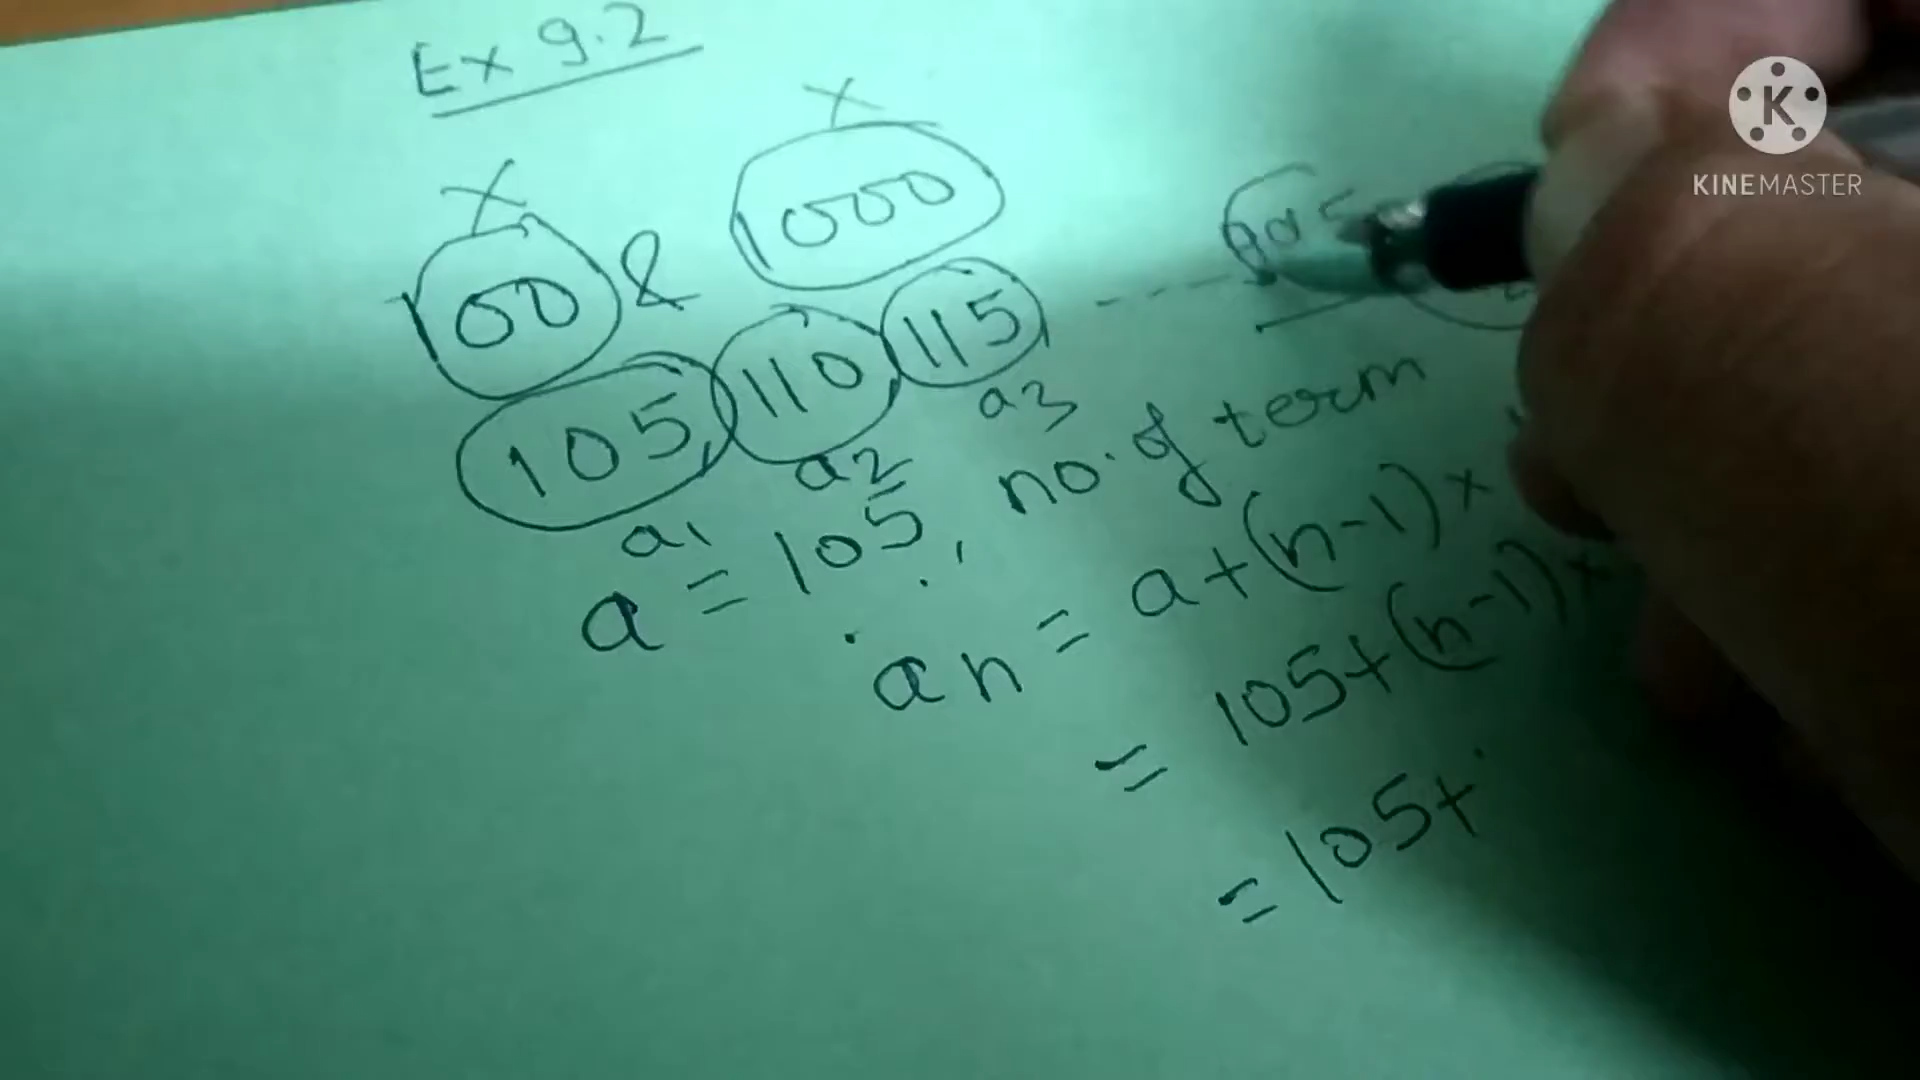 Ex 9.2
X X
100 & 1000
105, 110, 115 ------ 995
a1 a2 a3
a = 105, no. of term
an = a+(n-1)×
= 105+(n-1)×
= 105+
K
KINEMASTER